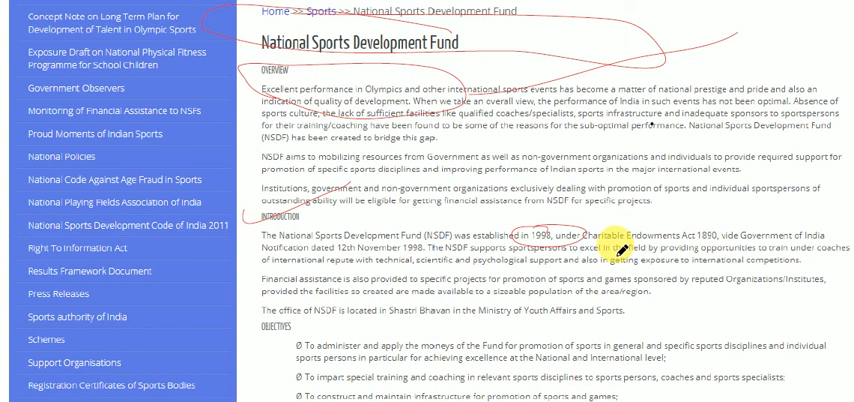 Concept Note on Long Term Plan for
Development of Talent in Olympic Sports
Exposure Draft on National Physical Fitness
Programme for School Children
Government Observers
Monitoring of Financial Assistance to NSFs
Proud Moments of Indian Sports
National Policies
National Code Against Age Fraud in Sports
National Playing Fields Association of India
National Sports Development Code of India 2011
Right To Information Act
Results Framework Document
Press Releases
Sports authority of India
Schemes
Support Organisations
Registration Certificates of Sports Bodies
Home >> Sports >> National Sports Development Fund
National Sports Development Fund
OVERVIEW
Excellent performance in Olympics and other international sports events has become a matter of national prestige and pride and also an
indication of quality of development. When we take an overall view, the performance of India in such events has not been optimal. Absence of
sports culture, the lack of sufficient facilities like qualified coaches/specialists, sports infrastructure and inadequate sponsors to sportspersons
for their training/coaching have been found to be some of the reasons for the sub-optimal performance. National Sports Development Fund
(NSDF) has been created to bridge this gap.
NSDF aims to mobilizing resources from Government as well as non-government organizations and individuals to provide required support for
promotion of specific sports disciplines and improving performance of Indian sports in the major international events.
Institutions, government and non-government organizations exclusively dealing with promotion of sports and individual sportspersons of
outstanding ability will be eligible for getting financial assistance from NSDF for specific projects.
INTRODUCTION
The National Sports Development Fund (NSDF) was established in 1998, under Charitable Endowments Act 1890, vide Government of India
Notification dated 12th November 1998. The NSDF supports sportspersons to excel in the field by providing opportunities to train under coaches
of international repute with technical, scientific and psychological support and also in getting exposure to international competitions.
Financial assistance is also provided to specific projects for promotion of sports and games sponsored by reputed Organizations/Institutes,
provided the facilities so created are made available to a sizeable population of the area/region.
The office of NSDF is located in Shastri Bhavan in the Ministry of Youth Affairs and Sports.
OBJECTIVES
Ø To administer and apply the moneys of the Fund for promotion of sports in general and specific sports disciplines and individual
sports persons in particular for achieving excellence at the National and International level;
Ø To impart special training and coaching in relevant sports disciplines to sports persons, coaches and sports specialists;
Ø To construct and maintain infrastructure for promotion of sports and games;